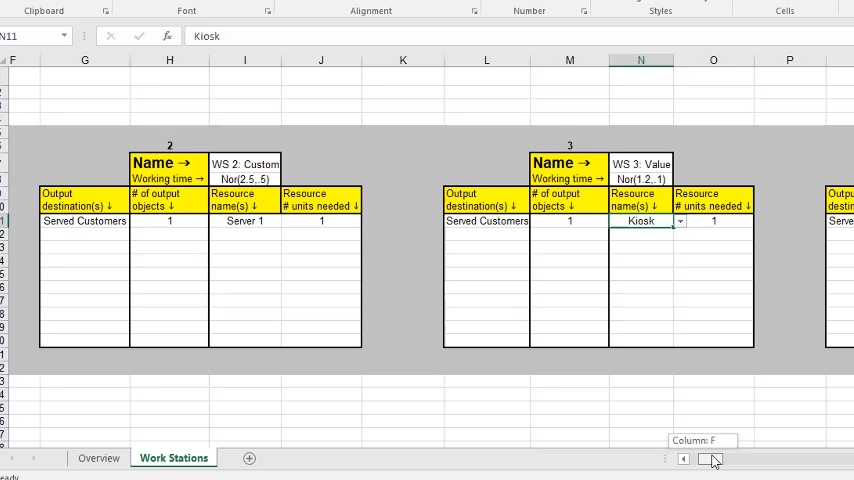 Clipboard Font Alignment Number Styles Cells
N11 fx Kiosk
F G H I J K L M N O P
2 3
Name → WS 2: Custom Name → WS 3: Value
Working time → Nor(2.5,.5) Working time → Nor(1.2,.1)
Output # of output Resource Resource Output # of output Resource Resource Outpu
destination(s) ↓ objects ↓ name(s) ↓ # units needed ↓ destination(s) ↓ objects ↓ name(s) ↓ # units needed ↓ destin
Served Customers 1 Server 1 1 Served Customers 1 Kiosk 1 Serve
Column: F
Overview Work Stations
eady